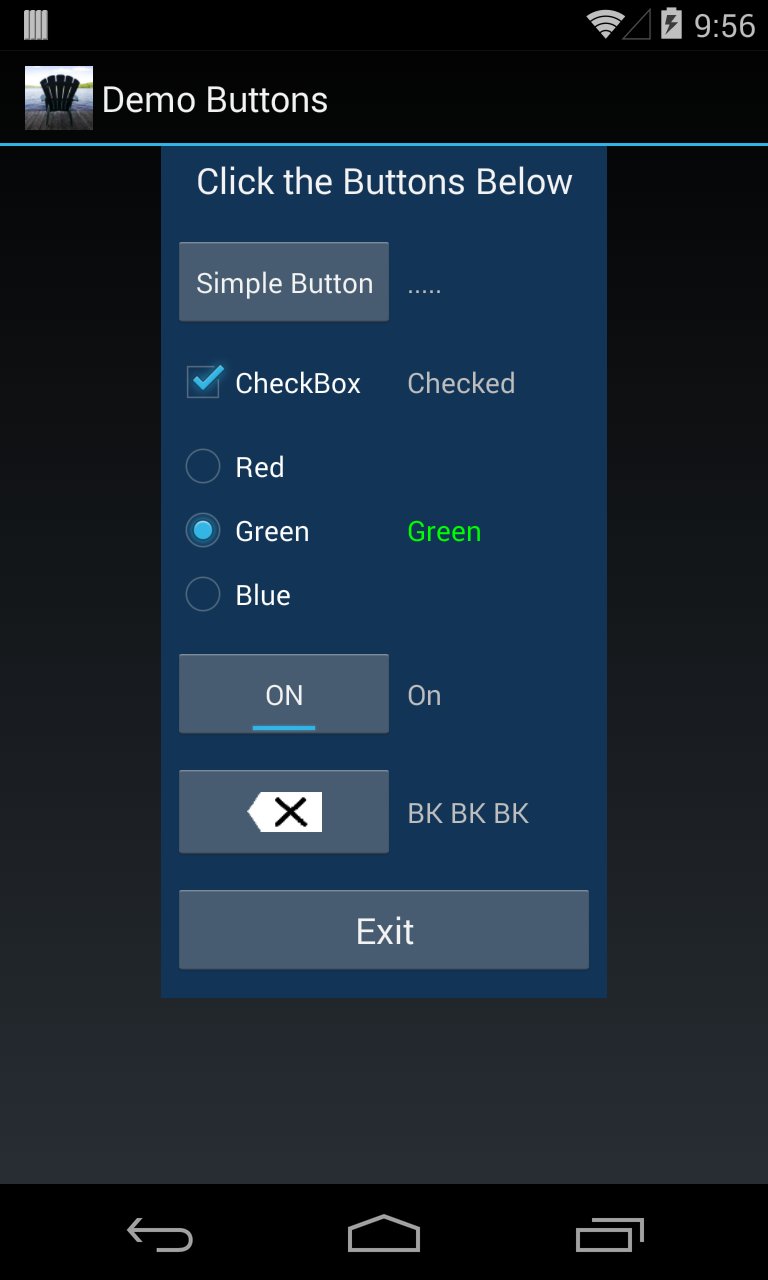 9:56
Demo Buttons
Click the Buttons Below
Simple Button .....
CheckBox Checked
Red
Green Green
Blue
ON On
BK BK BK
Exit